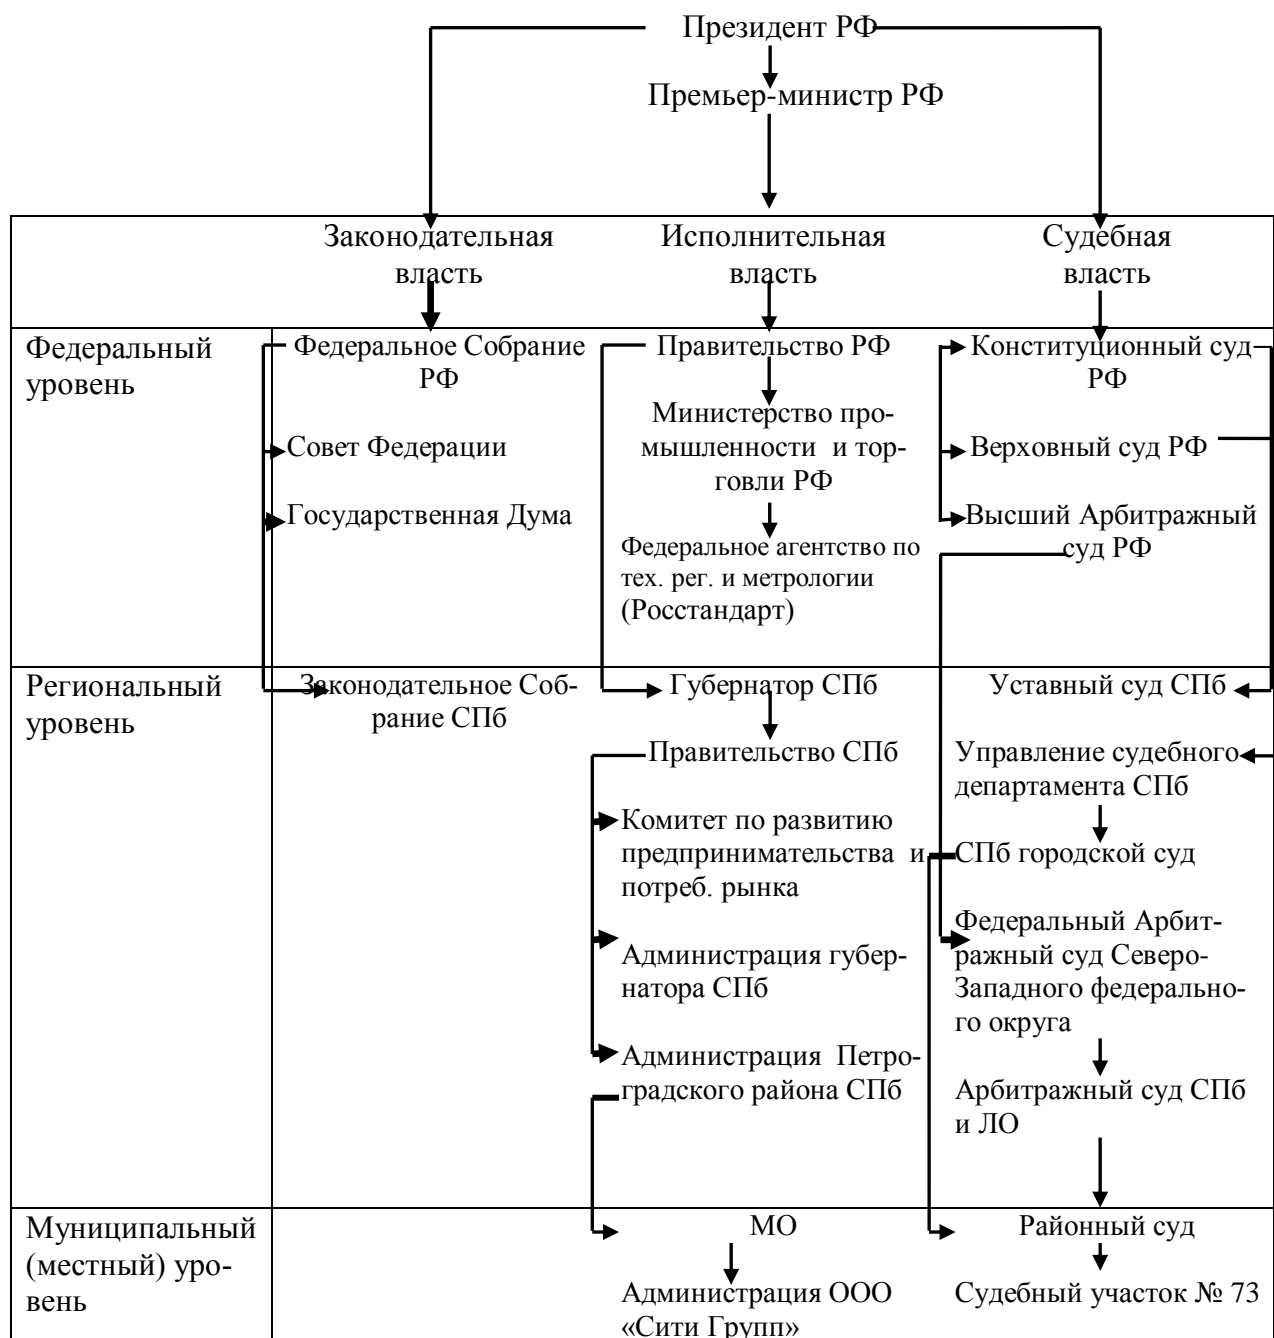 Президент РФ
Премьер-министр РФ
Законодательная
власть
Исполнительная
власть
Судебная
власть
Федеральный
уровень
Федеральное Собрание
РФ
Совет Федерации
Государственная Дума
Правительство РФ
Министерство про-
мышленности и тор-
говли РФ
Федеральное агентство по
тех. рег. и метрологии
(Росстандарт)
Конституционный суд
РФ
Верховный суд РФ
Высший Арбитражный
суд РФ
Региональный
уровень
Законодательное Соб-
рание СПб
Губернатор СПб
Правительство СПб
Комитет по развитию
предпринимательства и
потреб. рынка
Администрация губер-
натора СПб
Администрация Петро-
градского района СПб
Уставный суд СПб
Управление судебного
департамента СПб
СПб городской суд
Федеральный Арбит-
ражный суд Северо-
Западного федерально-
го округа
Арбитражный суд СПб
и ЛО
Муниципальный
(местный) уро-
вень
МО
Администрация ООО
«Сити Групп»
Районный суд
Судебный участок № 73